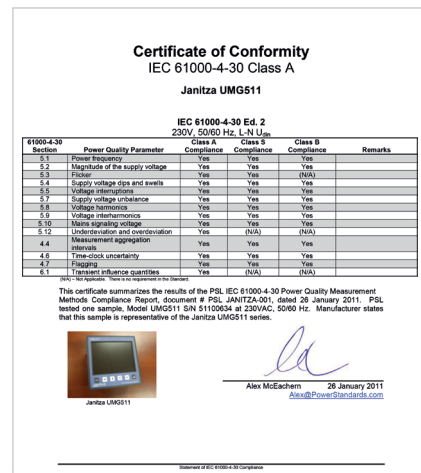 Certificate of Conformity
IEC 61000-4-30 Class A
Janitza UMG511
IEC 61000-4-30 Ed. 2
230V, 50/60 Hz, L-N Udin
61000-4-30 Section Power Quality Parameter Class A Compliance Class S Compliance Class B Compliance Remarks
5.1 Power frequency Yes Yes Yes
5.2 Magnitude of the supply voltage Yes Yes Yes
5.3 Flicker Yes Yes (N/A)
5.4 Supply voltage dips and swells Yes Yes Yes
5.5 Voltage interruptions Yes Yes Yes
5.7 Supply voltage unbalance Yes Yes Yes
5.8 Voltage harmonics Yes Yes Yes
5.9 Voltage interharmonics Yes Yes Yes
5.10 Mains signaling voltage Yes Yes Yes
5.12 Underdeviation and overdeviation Yes (N/A) (N/A)
4.4 Measurement aggregation intervals Yes Yes Yes
4.6 Time-clock uncertainty Yes Yes Yes
4.7 Flagging Yes Yes Yes
6.1 Transient influence quantities Yes (N/A) (N/A)
(N/A) – Not Applicable. There is no requirement in the Standard.
This certificate summarizes the results of the PSL IEC 61000-4-30 Power Quality Measurement
Methods Compliance Report, document # PSL JANITZA-001, dated 26 January 2011. PSL
tested one sample, Model UMG511 S/N 51100634 at 230VAC, 50/60 Hz. Manufacturer states
that this sample is representative of the Janitza UMG511 series.
Janitza UMG511
Alex McEachern 26 January 2011
Alex@PowerStandards.com
Statement of IEC 61000-4-30 Compliance